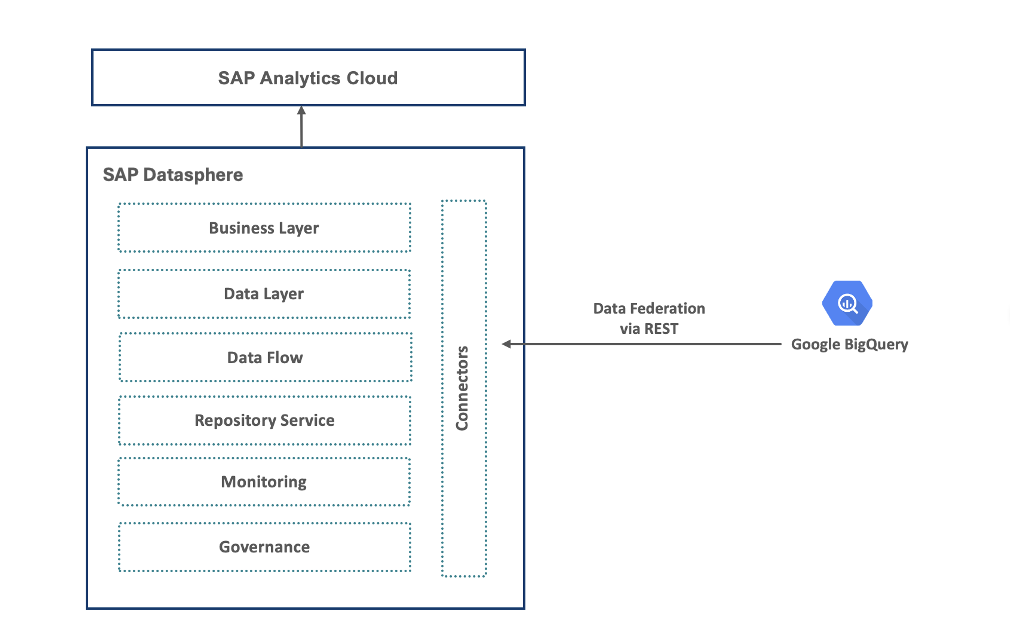 SAP Analytics Cloud
SAP Datasphere
Business Layer
Data Layer
Data Flow
Repository Service
Monitoring
Governance
Connectors
Data Federation
via REST
Google BigQuery